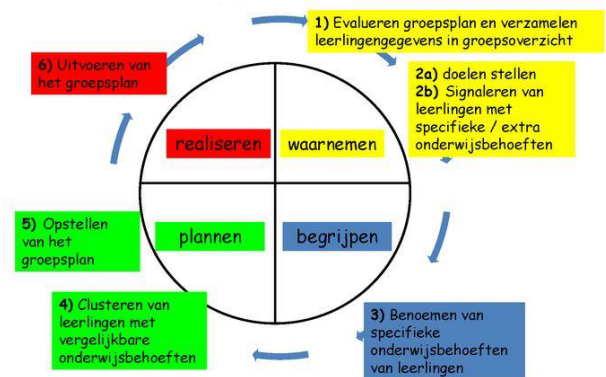 1) Evalueren groepsplan en verzamelen
leerlingengegevens in groepsoverzicht
2a) doelen stellen
2b) Signaleren van
leerlingen met
specifieke / extra
onderwijsbehoeften
3) Benoemen van
specifieke
onderwijsbehoeften
van leerlingen
4) Clusteren van
leerlingen met
vergelijkbare
onderwijsbehoeften
5) Opstellen
van het
groepsplan
6) Uitvoeren van
het groepsplan
realiseren
waarnemen
plannen
begrijpen